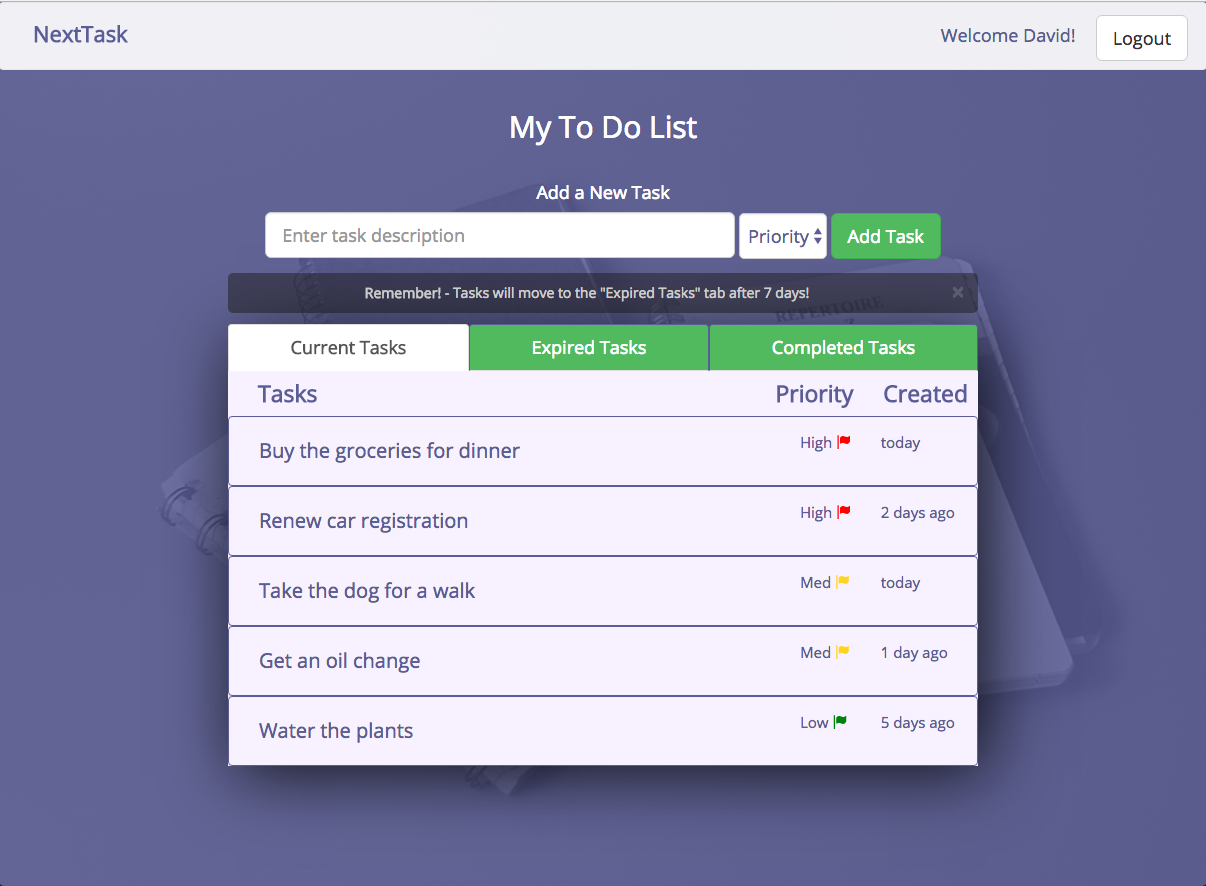 NextTask
Welcome David!
Logout
My To Do List
Add a New Task
Enter task description
Priority
Add Task
Remember! - Tasks will move to the "Expired Tasks" tab after 7 days!
×
REPERTOIRE
Current Tasks
Expired Tasks
Completed Tasks
Tasks Priority Created
Buy the groceries for dinner High today
Renew car registration High 2 days ago
Take the dog for a walk Med today
Get an oil change Med 1 day ago
Water the plants Low 5 days ago